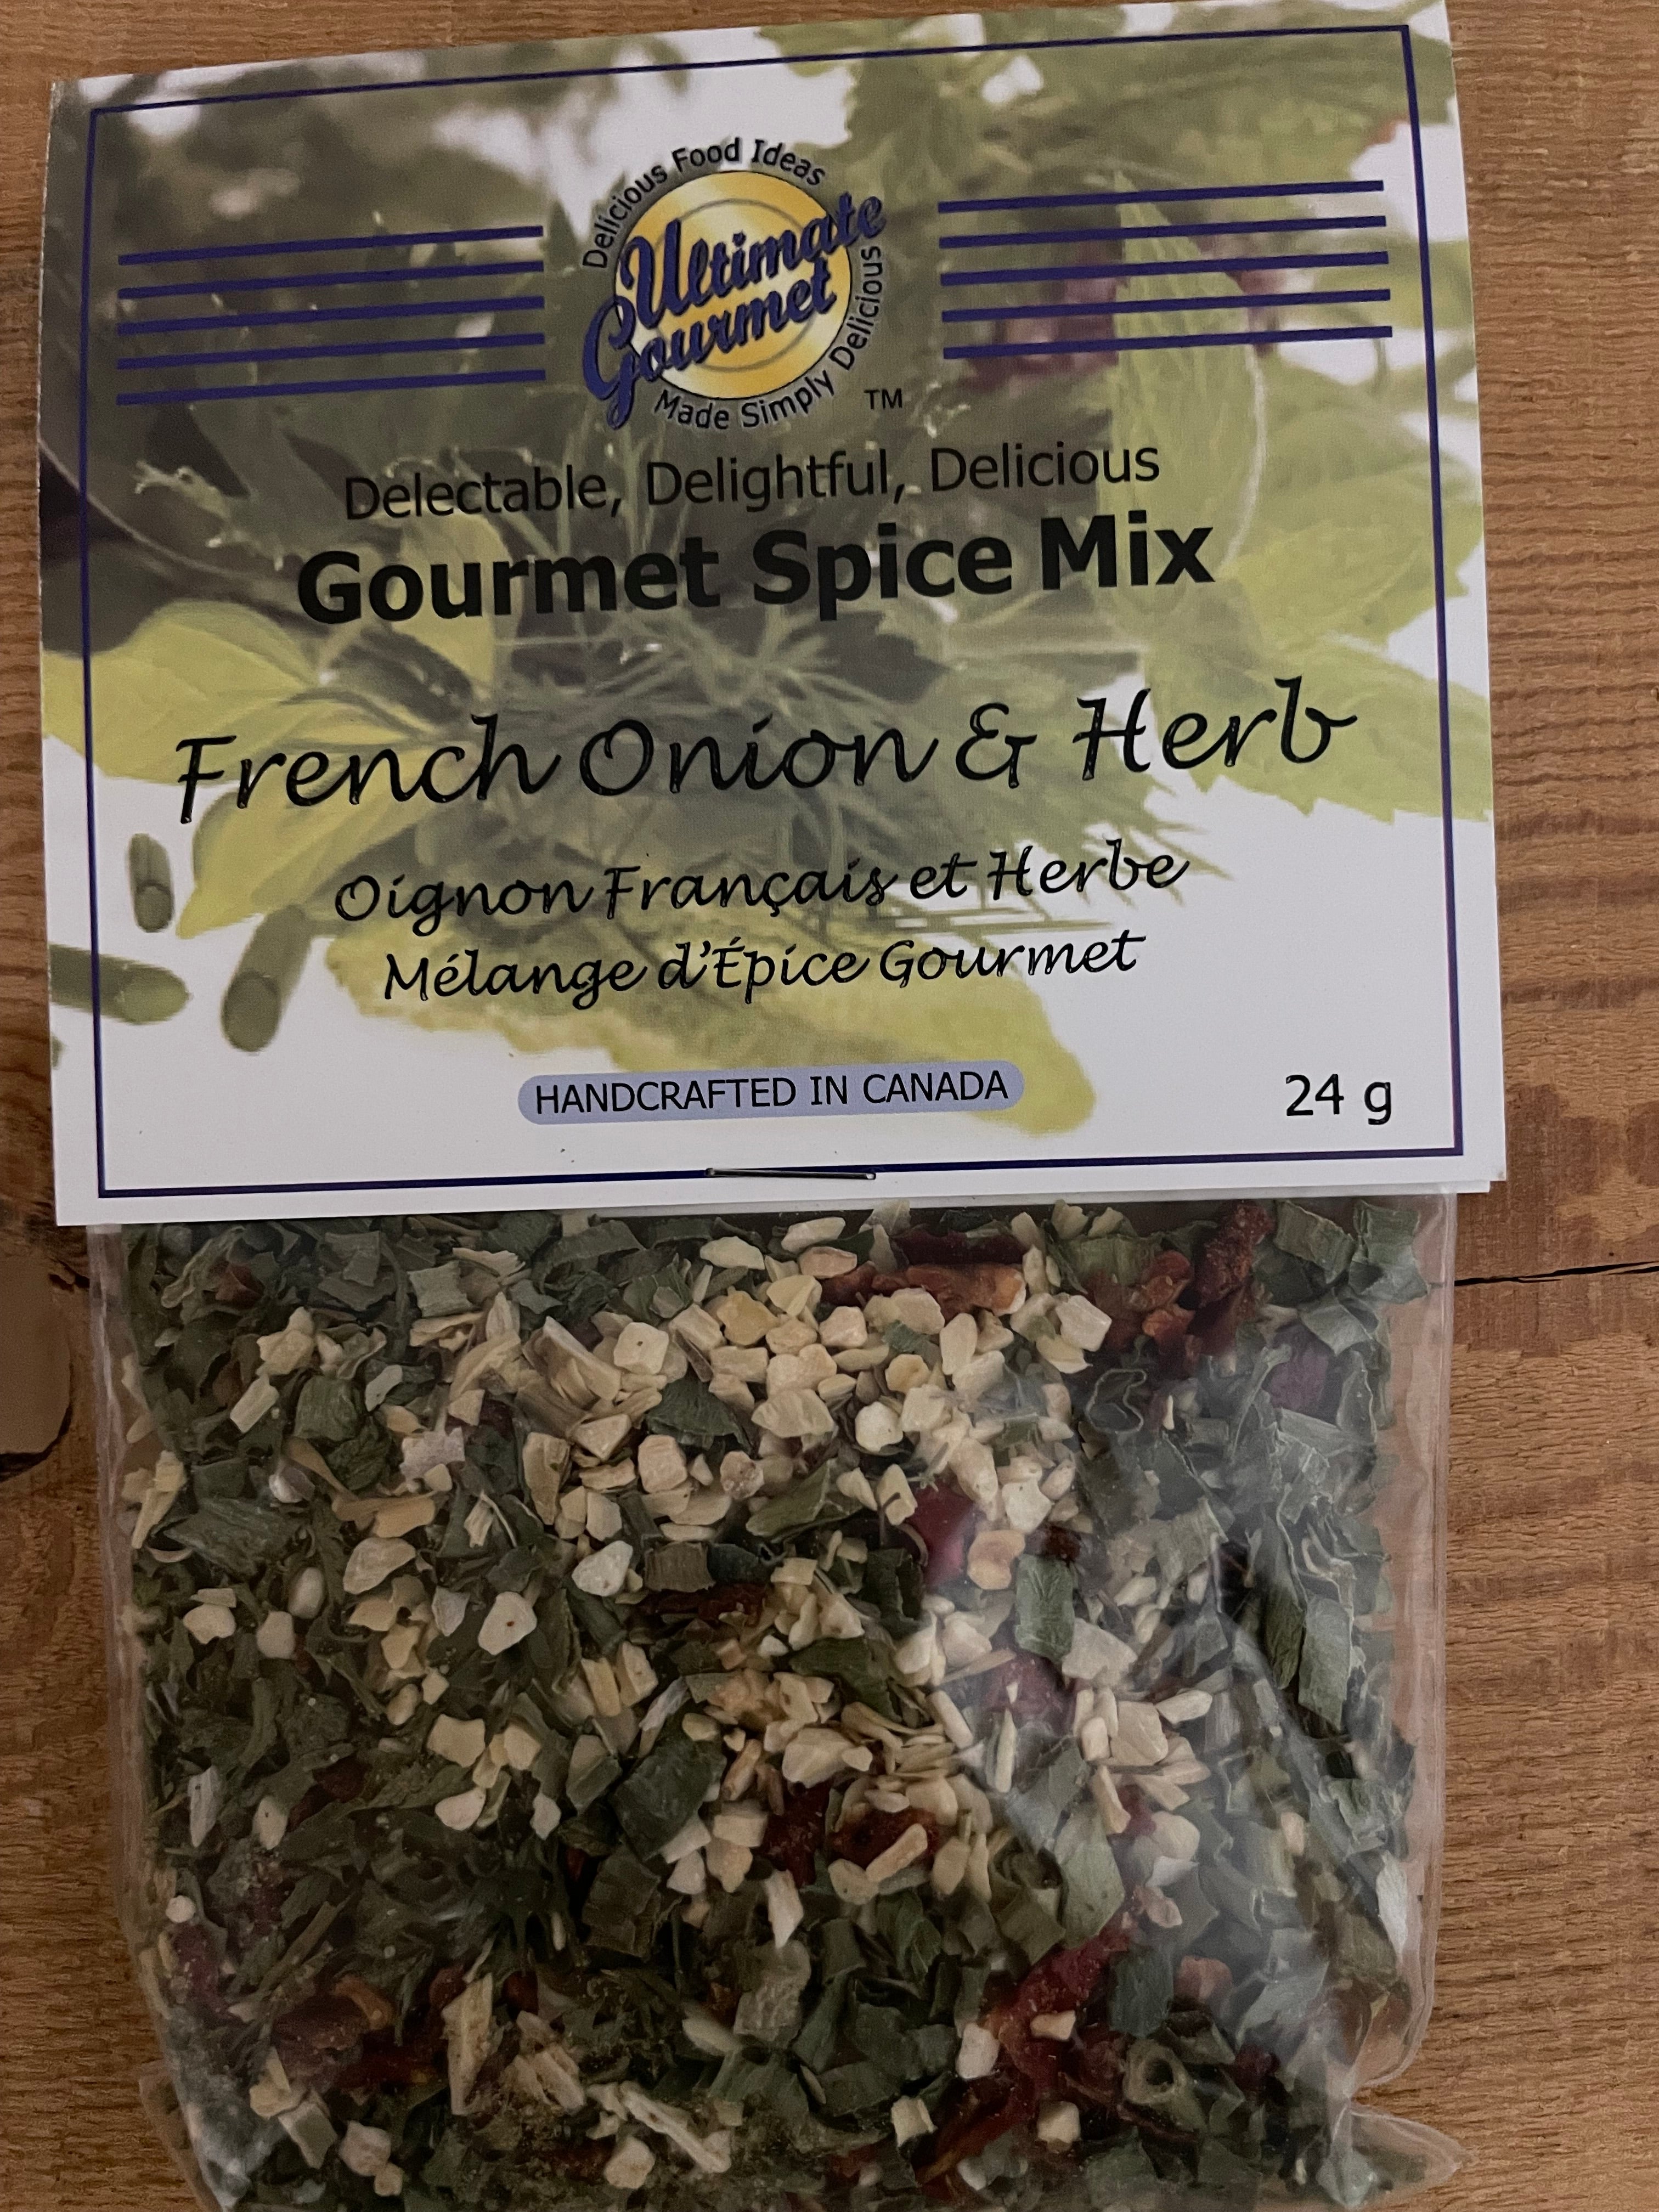 Delicious Food Ideas
Ultimate
Gourmet
Made Simply Delicious
TM
Delectable, Delightful, Delicious
Gourmet Spice Mix
French Onion & Herb
Oignon Français et Herbe
Mélange d'Épice Gourmet
HANDCRAFTED IN CANADA
24 g